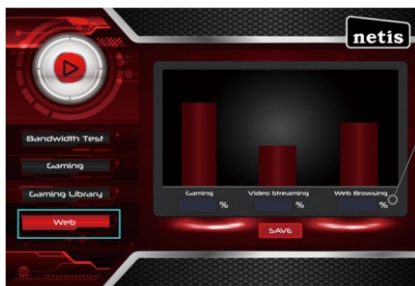 netis
Bandwidth Test
Gaming
Gaming Library
Web
Gaming Video Streaming Web Browsing
% % %
SAVE